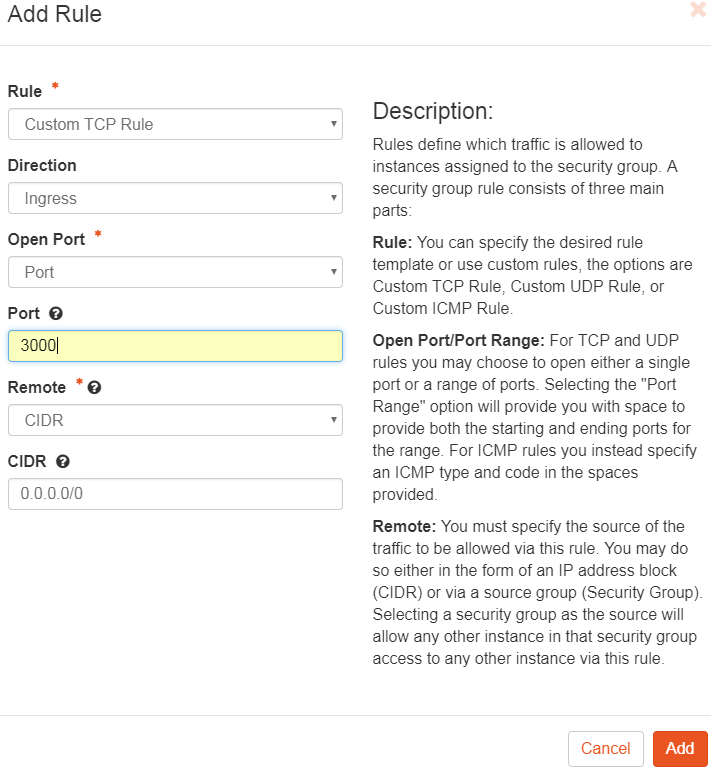 Add Rule
✖
Rule *
Custom TCP Rule
Direction
Ingress
Open Port *
Port
Port
3000
Remote *
CIDR
CIDR
0.0.0.0/0
Description:
Rules define which traffic is allowed to
instances assigned to the security group. A
security group rule consists of three main
parts:
Rule: You can specify the desired rule
template or use custom rules, the options are
Custom TCP Rule, Custom UDP Rule, or
Custom ICMP Rule.
Open Port/Port Range: For TCP and UDP
rules you may choose to open either a single
port or a range of ports. Selecting the "Port
Range" option will provide you with space to
provide both the starting and ending ports for
the range. For ICMP rules you instead specify
an ICMP type and code in the spaces
provided.
Remote: You must specify the source of the
traffic to be allowed via this rule. You may do
so either in the form of an IP address block
(CIDR) or via a source group (Security Group).
Selecting a security group as the source will
allow any other instance in that security group
access to any other instance via this rule.
Cancel
Add